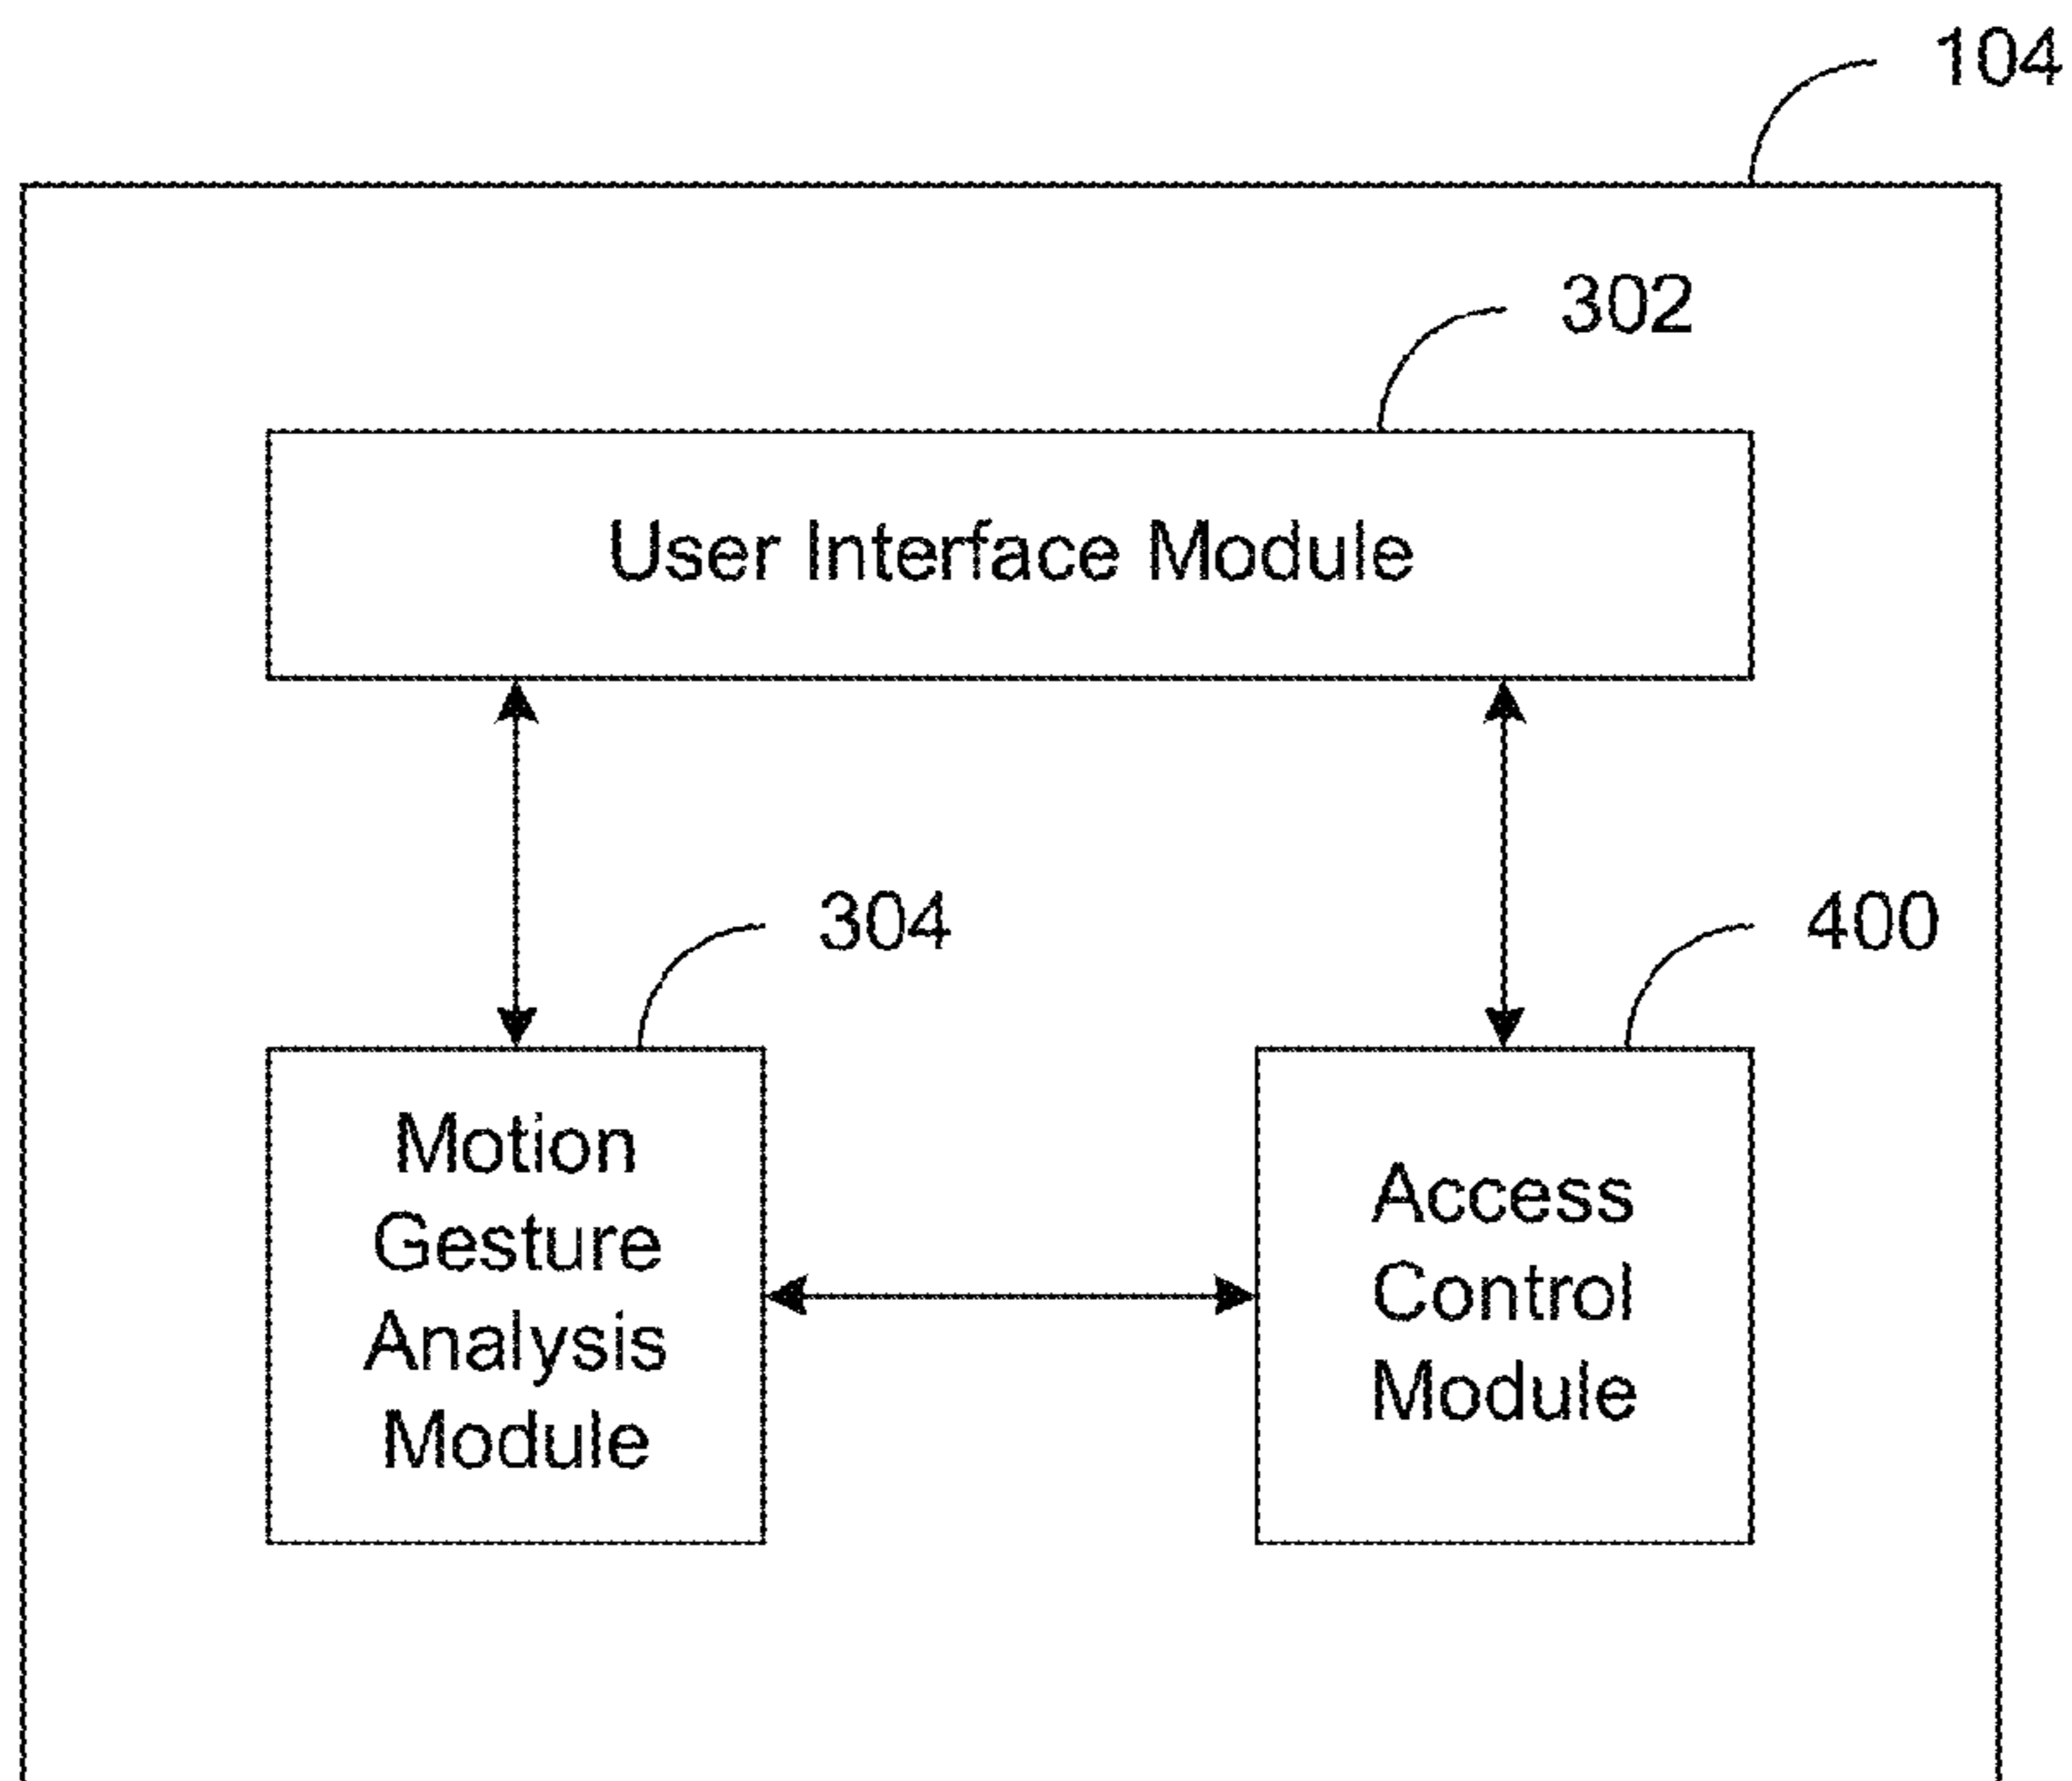 104
302
User Interface Module
304
400
Motion
Gesture
Analysis
Module
Access
Control
Module